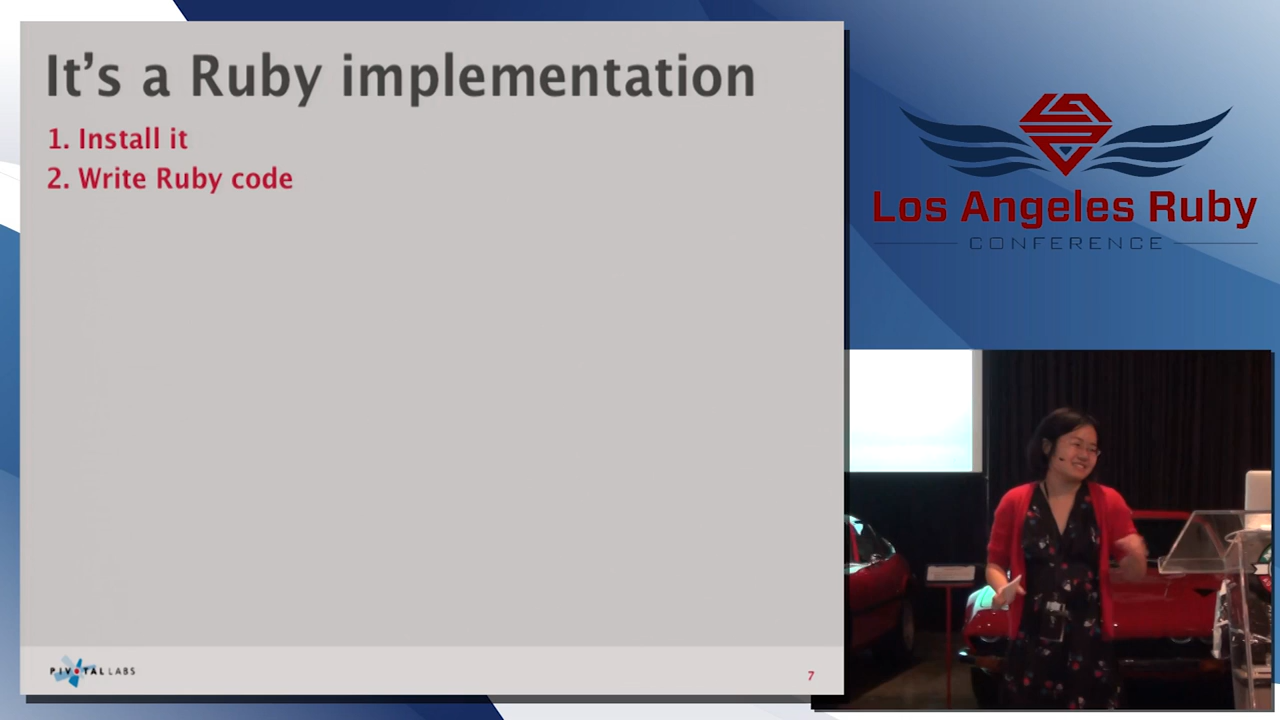 It's a Ruby implementation
1. Install it
2. Write Ruby code
PIVOTAL LABS
7
Los Angeles Ruby
CONFERENCE